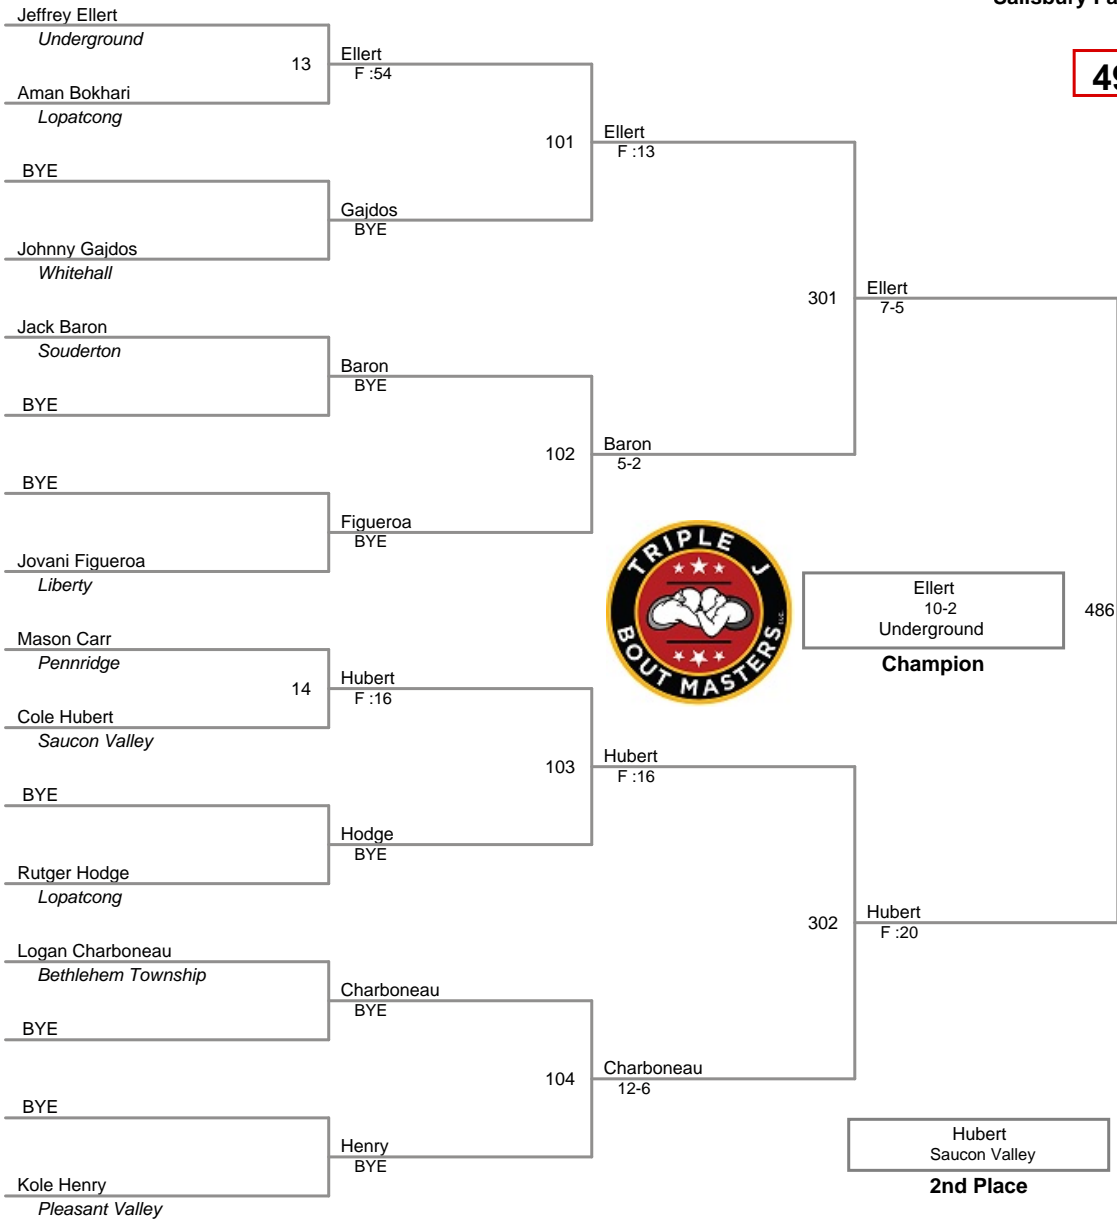 Salisbury
49
Jeffrey Ellert
Underground
13
Ellert
F :54
Aman Bokhari
Lopatcong
101
Ellert
F :13
BYE
Gajdos
BYE
Johnny Gajdos
Whitehall
301
Ellert
7-5
Jack Baron
Souderton
Baron
BYE
BYE
102
Baron
5-2
BYE
Figueroa
BYE
Jovani Figueroa
Liberty
TRIPLE J
BOUT MASTERS LLC.
Ellert
10-2
Underground
Champion
486
Mason Carr
Pennridge
14
Hubert
F :16
Cole Hubert
Saucon Valley
103
Hubert
F :16
BYE
Hodge
BYE
Rutger Hodge
Lopatcong
302
Hubert
F :20
Logan Charboneau
Bethlehem Township
Charboneau
BYE
BYE
104
Charboneau
12-6
BYE
Henry
BYE
Kole Henry
Pleasant Valley
Hubert
Saucon Valley
2nd Place